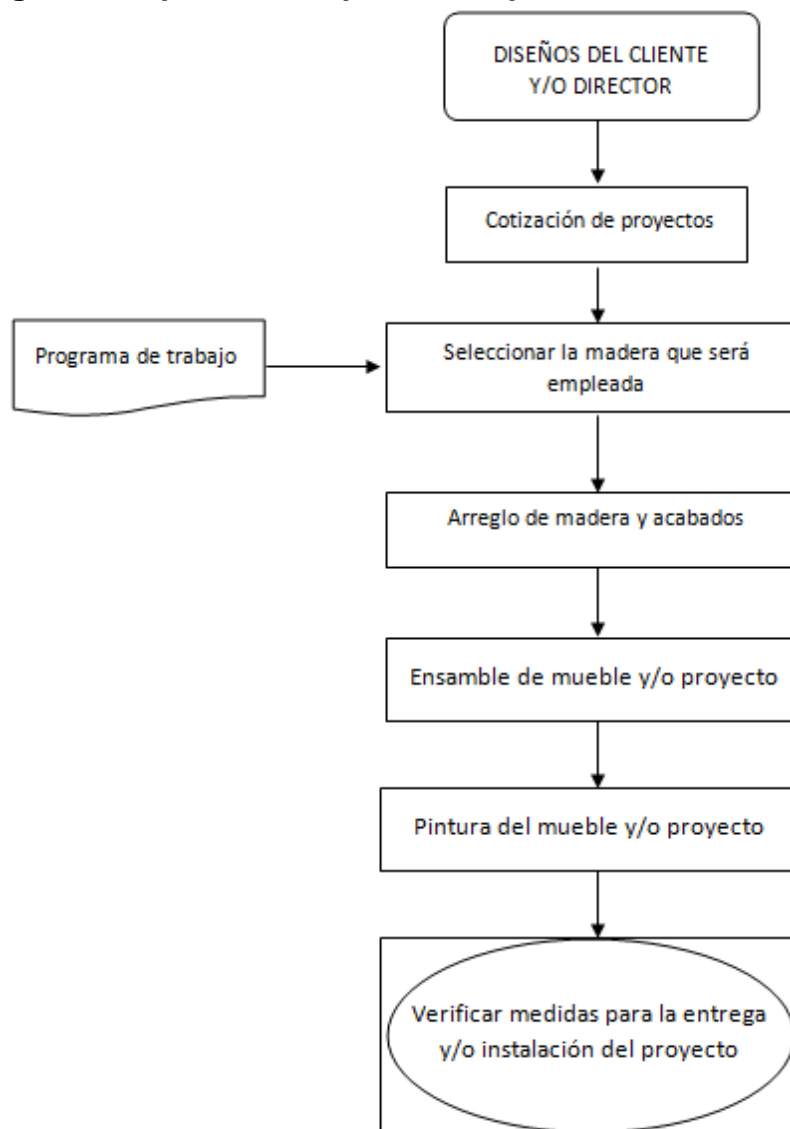 DISEÑOS DEL CLIENTE
Y/O DIRECTOR
Cotización de proyectos
Programa de trabajo
Seleccionar la madera que será
empleada
Arreglo de madera y acabados
Ensamble de mueble y/o proyecto
Pintura del mueble y/o proyecto
Verificar medidas para la entrega
y/o instalación del proyecto